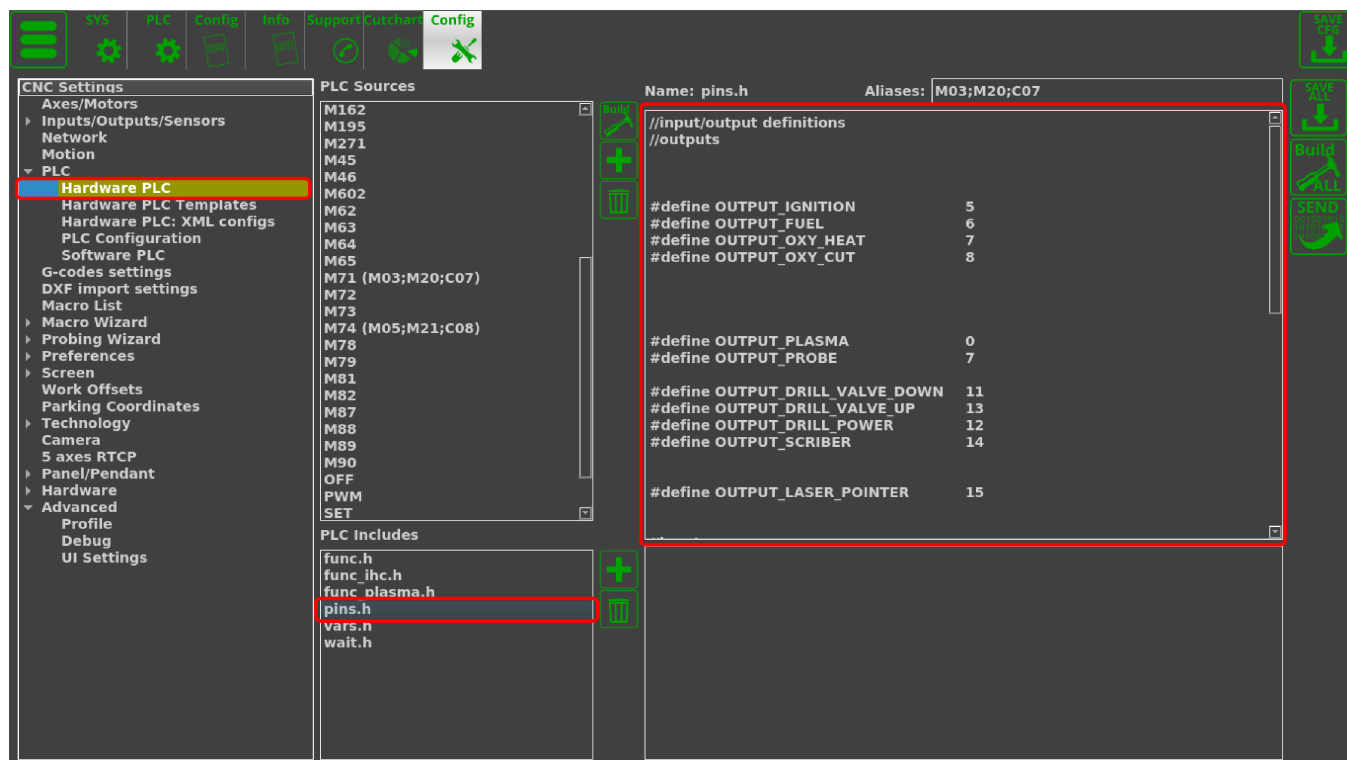 SYS
PLC
Config
Info
Support
Cutchart
Config
SAVE
CFG
CNC Settings
Axes/Motors
Inputs/Outputs/Sensors
Network
Motion
PLC
Hardware PLC
Hardware PLC Templates
Hardware PLC: XML configs
PLC Configuration
Software PLC
G-codes settings
DXF import settings
Macro List
Macro Wizard
Probing Wizard
Preferences
Screen
Work Offsets
Parking Coordinates
Technology
Camera
5 axes RTCP
Panel/Pendant
Hardware
Advanced
Profile
Debug
UI Settings
PLC Sources
M162
M195
M271
M45
M46
M602
M62
M63
M64
M65
M71 (M03;M20;C07)
M72
M73
M74 (M05;M21;C08)
M78
M79
M81
M82
M87
M88
M89
M90
OFF
PWM
SET
Build
PLC Includes
func.h
func_ihc.h
func_plasma.h
pins.h
vars.h
wait.h
Name: pins.h Aliases: M03;M20;C07
//input/output definitions
//outputs
#define OUTPUT_IGNITION 5
#define OUTPUT_FUEL 6
#define OUTPUT_OXY_HEAT 7
#define OUTPUT_OXY_CUT 8
#define OUTPUT_PLASMA 0
#define OUTPUT_PROBE 7
#define OUTPUT_DRILL_VALVE_DOWN 11
#define OUTPUT_DRILL_VALVE_UP 13
#define OUTPUT_DRILL_POWER 12
#define OUTPUT_SCRIBER 14
#define OUTPUT_LASER_POINTER 15
SAVE
ALL
Build
ALL
SEND